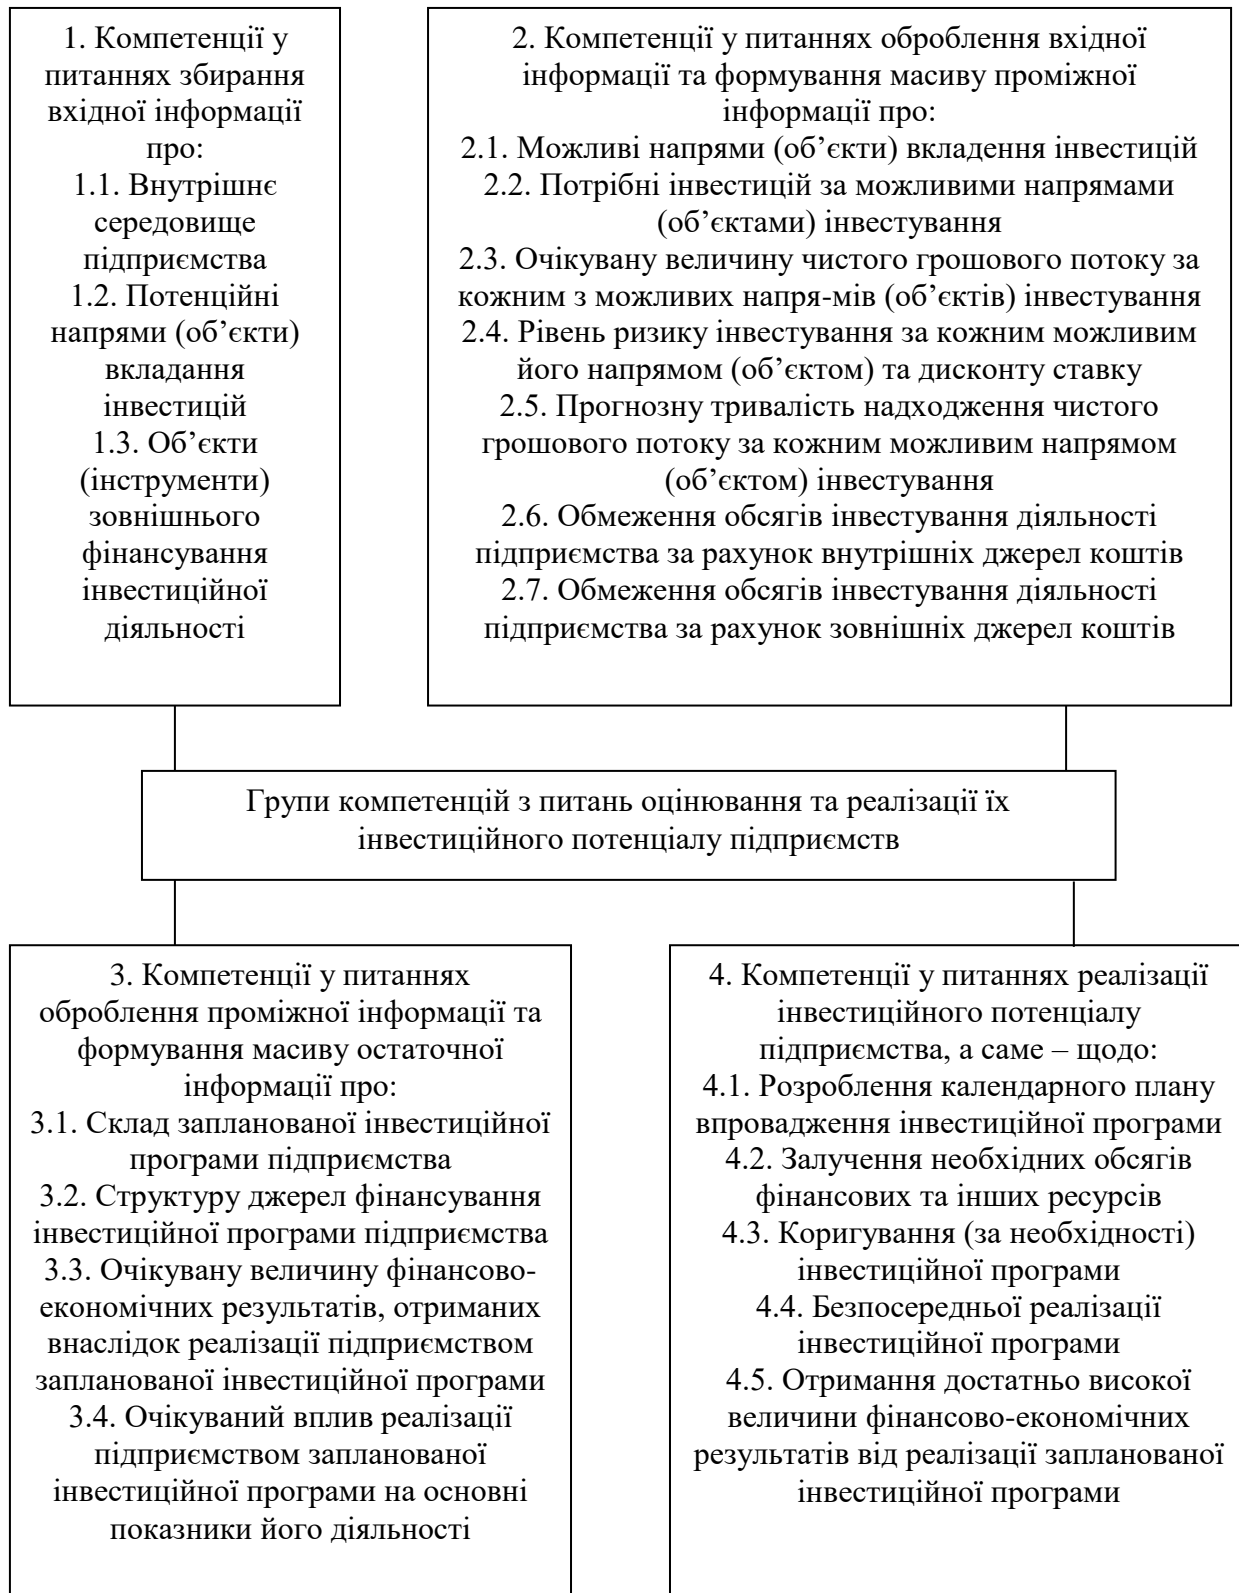 1. Компетенції у
питаннях збирання
вхідної інформації
про:
1.1. Внутрішнє
середовище
підприємства
1.2. Потенційні
напрями (об’єкти)
вкладання
інвестицій
1.3. Об’єкти
(інструменти)
зовнішнього
фінансування
інвестиційної
діяльності
2. Компетенції у питаннях оброблення вхідної
інформації та формування масиву проміжної
інформації про:
2.1. Можливі напрями (об’єкти) вкладення інвестицій
2.2. Потрібні інвестицій за можливими напрямами
(об’єктами) інвестування
2.3. Очікувану величину чистого грошового потоку за
кожним з можливих напря-мів (об’єктів) інвестування
2.4. Рівень ризику інвестування за кожним можливим
його напрямом (об’єктом) та дисконту ставку
2.5. Прогнозну тривалість надходження чистого
грошового потоку за кожним можливим напрямом
(об’єктом) інвестування
2.6. Обмеження обсягів інвестування діяльності
підприємства за рахунок внутрішніх джерел коштів
2.7. Обмеження обсягів інвестування діяльності
підприємства за рахунок зовнішніх джерел коштів
Групи компетенцій з питань оцінювання та реалізації їх
інвестиційного потенціалу підприємств
3. Компетенції у питаннях
оброблення проміжної інформації та
формування масиву остаточної
інформації про:
3.1. Склад запланованої інвестиційної
програми підприємства
3.2. Структуру джерел фінансування
інвестиційної програми підприємства
3.3. Очікувану величину фінансово-
економічних результатів, отриманих
внаслідок реалізації підприємством
запланованої інвестиційної програми
3.4. Очікуваний вплив реалізації
підприємством запланованої
інвестиційної програми на основні
показники його діяльності
4. Компетенції у питаннях реалізації
інвестиційного потенціалу
підприємства, а саме – щодо:
4.1. Розроблення календарного плану
впровадження інвестиційної програми
4.2. Залучення необхідних обсягів
фінансових та інших ресурсів
4.3. Коригування (за необхідності)
інвестиційної програми
4.4. Безпосередньої реалізації
інвестиційної програми
4.5. Отримання достатньо високої
величини фінансово-економічних
результатів від реалізації запланованої
інвестиційної програми